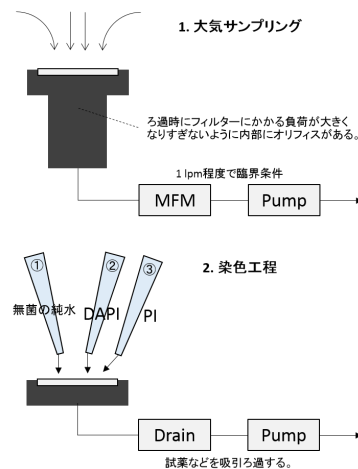 1. 大気サンプリング
ろ過時にフィルターにかかる負荷が大きく
なりすぎないように内部にオリフィスがある。
1 lpm程度で臨界条件
MFM
Pump
2. 染色工程
①
②
③
無菌の純水
DAPI
PI
Drain
Pump
試薬などを吸引ろ過する。